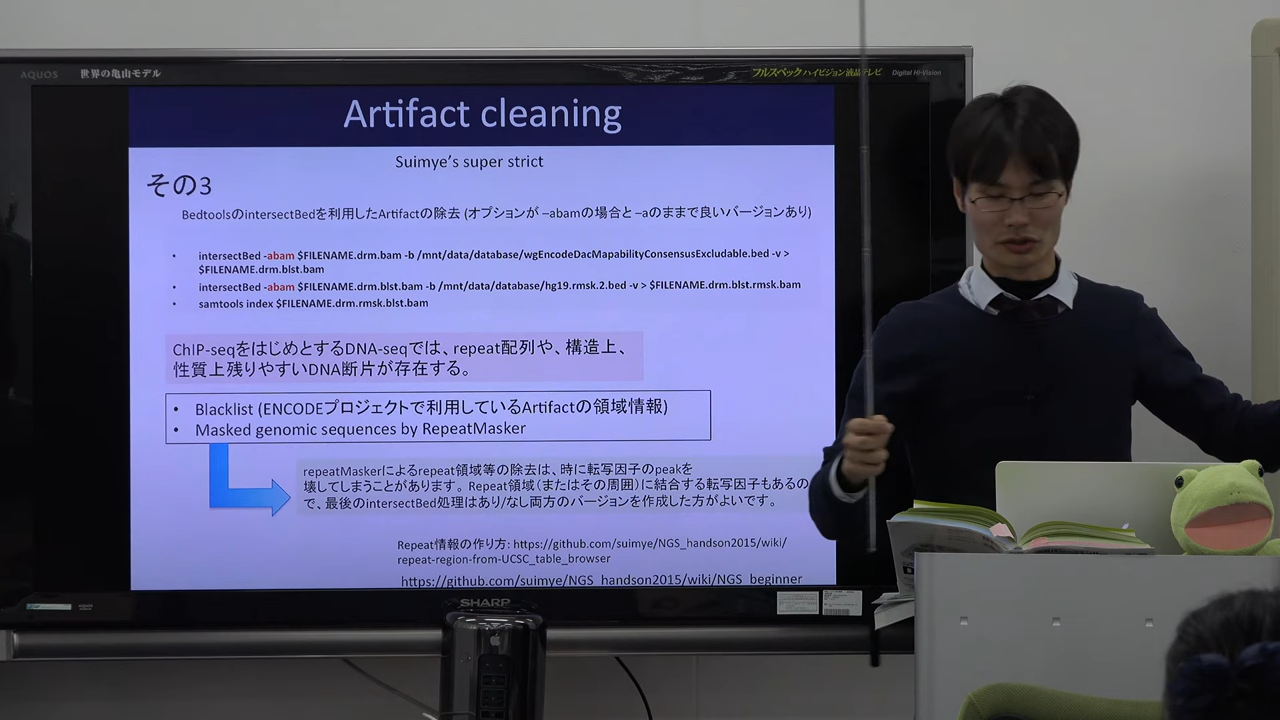 AQUOS 世界の亀山モデル フルスペックハイビジョン液晶テレビ Digital Hi-Vision
Artifact cleaning
Suimye's super strict
その3
BedtoolsのintersectBedを利用したArtifactの除去 (オプションが –abamの場合と –aのままで良いバージョンあり)
• intersectBed -abam $FILENAME.drm.bam -b /mnt/data/database/wgEncodeDacMapabilityConsensusExcludable.bed -v >
$FILENAME.drm.blst.bam
• intersectBed -abam $FILENAME.drm.blst.bam -b /mnt/data/database/hg19.rmsk.2.bed -v > $FILENAME.drm.blst.rmsk.bam
• samtools index $FILENAME.drm.rmsk.blst.bam
ChIP-seqをはじめとするDNA-seqでは、repeat配列や、構造上、
性質上残りやすいDNA断片が存在する。
• Blacklist (ENCODEプロジェクトで利用しているArtifactの領域情報)
• Masked genomic sequences by RepeatMasker
repeatMaskerによるrepeat領域等の除去は、時に転写因子のpeakを
壊してしまうことがあります。Repeat領域(またはその周囲)に結合する転写因子もあるの
で、最後のintersectBed処理はあり/なし両方のバージョンを作成した方がよいです。
Repeat情報の作り方: https://github.com/suimye/NGS_handson2015/wiki/
repeat-region-from-UCSC_table_browser
https://github.com/suimye/NGS_handson2015/wiki/NGS_beginner
SHARP